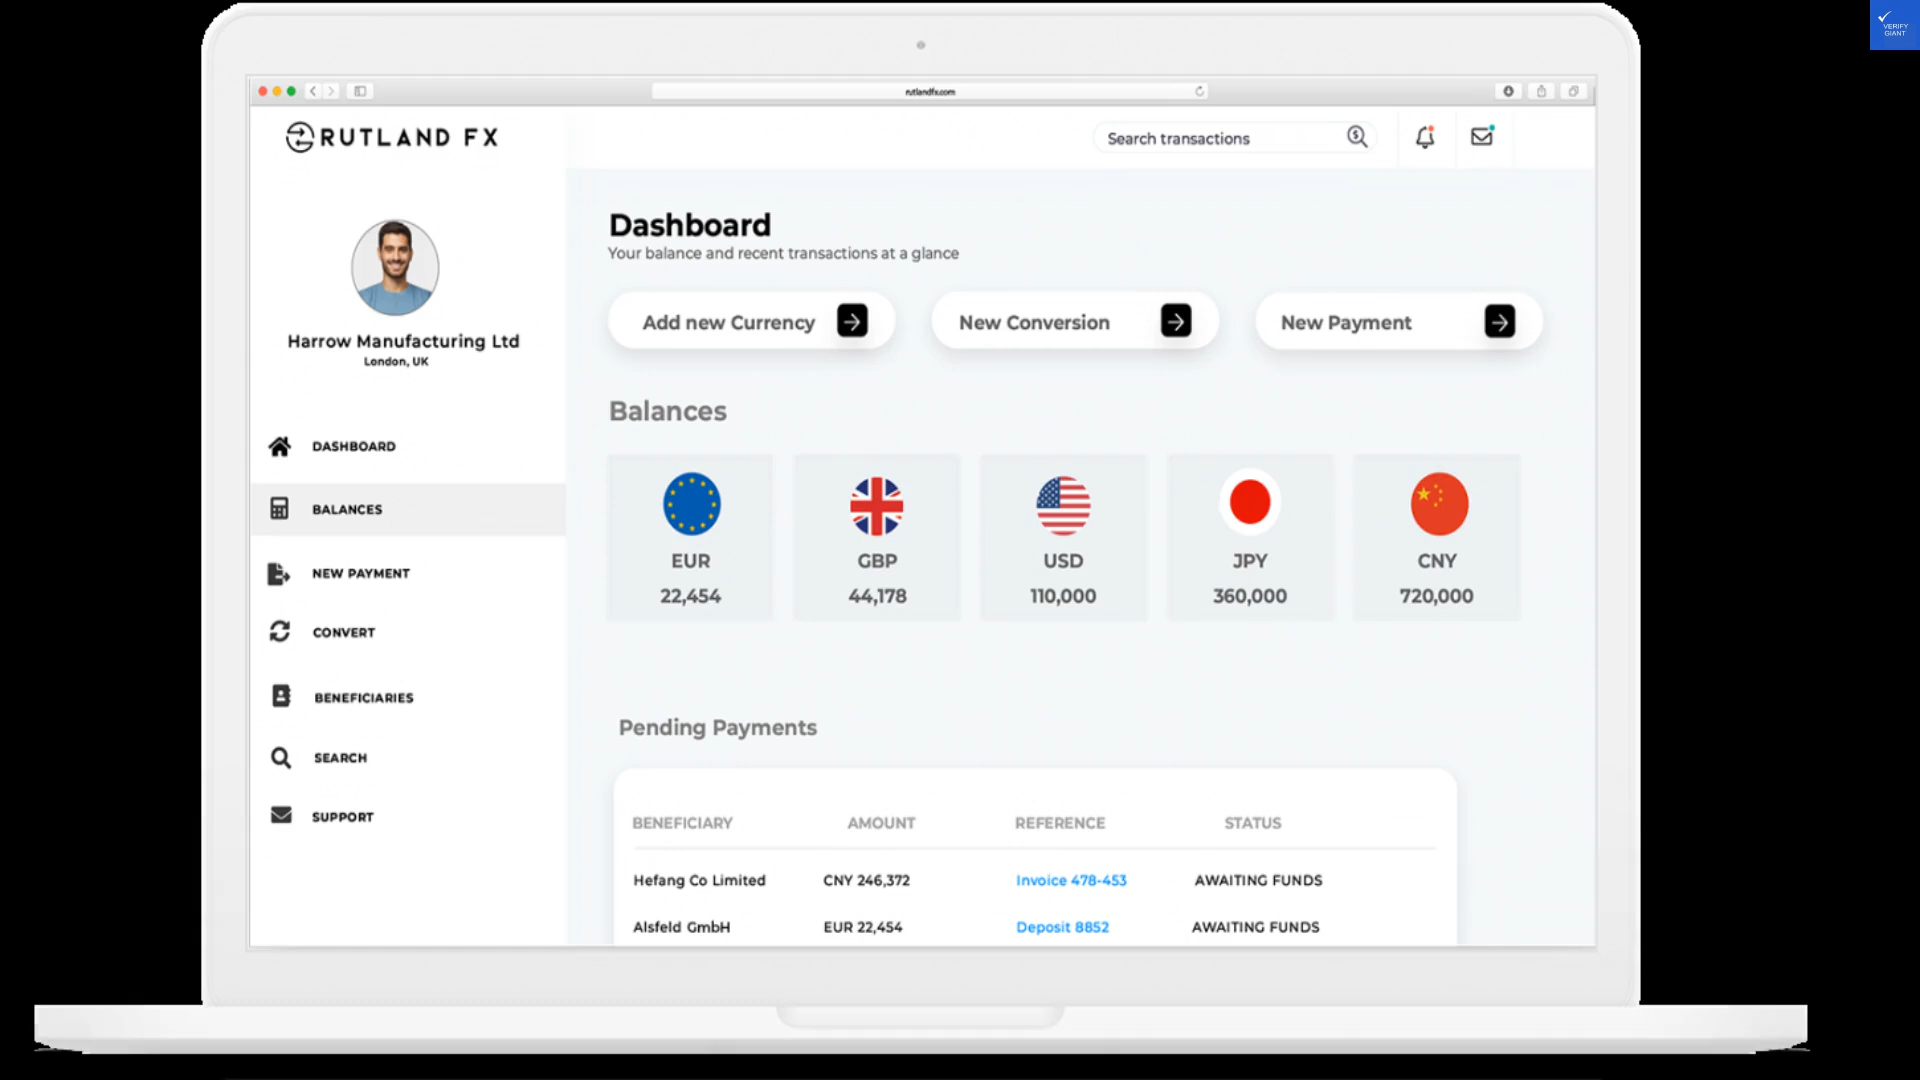 VERIFY
GIANT
rutlandfx.com
RUTLAND FX
Search transactions
Harrow Manufacturing Ltd
London, UK
DASHBOARD
BALANCES
NEW PAYMENT
CONVERT
BENEFICIARIES
SEARCH
SUPPORT
Dashboard
Your balance and recent transactions at a glance
Add new Currency
New Conversion
New Payment
Balances
EUR
22,454
GBP
44,178
USD
110,000
JPY
360,000
CNY
720,000
Pending Payments
BENEFICIARY AMOUNT REFERENCE STATUS
Hefang Co Limited CNY 246,372 Invoice 478-453 AWAITING FUNDS
Alsfeld GmbH EUR 22,454 Deposit 8852 AWAITING FUNDS